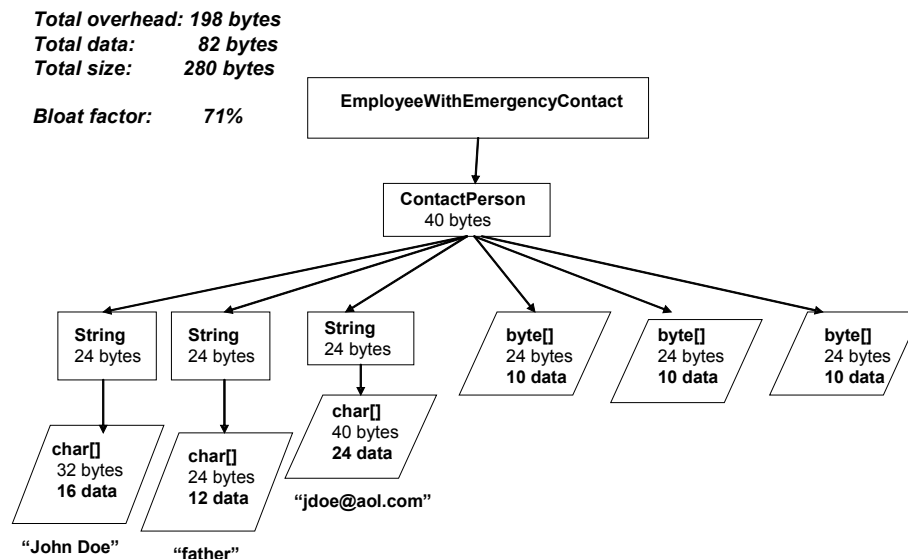 Total overhead: 198 bytes
Total data: 82 bytes
Total size: 280 bytes
Bloat factor: 71%
EmployeeWithEmergencyContact
ContactPerson
40 bytes
String
24 bytes
String
24 bytes
String
24 bytes
byte[]
24 bytes
10 data
byte[]
24 bytes
10 data
byte[]
24 bytes
10 data
char[]
32 bytes
16 data
char[]
24 bytes
12 data
char[]
40 bytes
24 data
“John Doe”
“father”
“jdoe@aol.com”